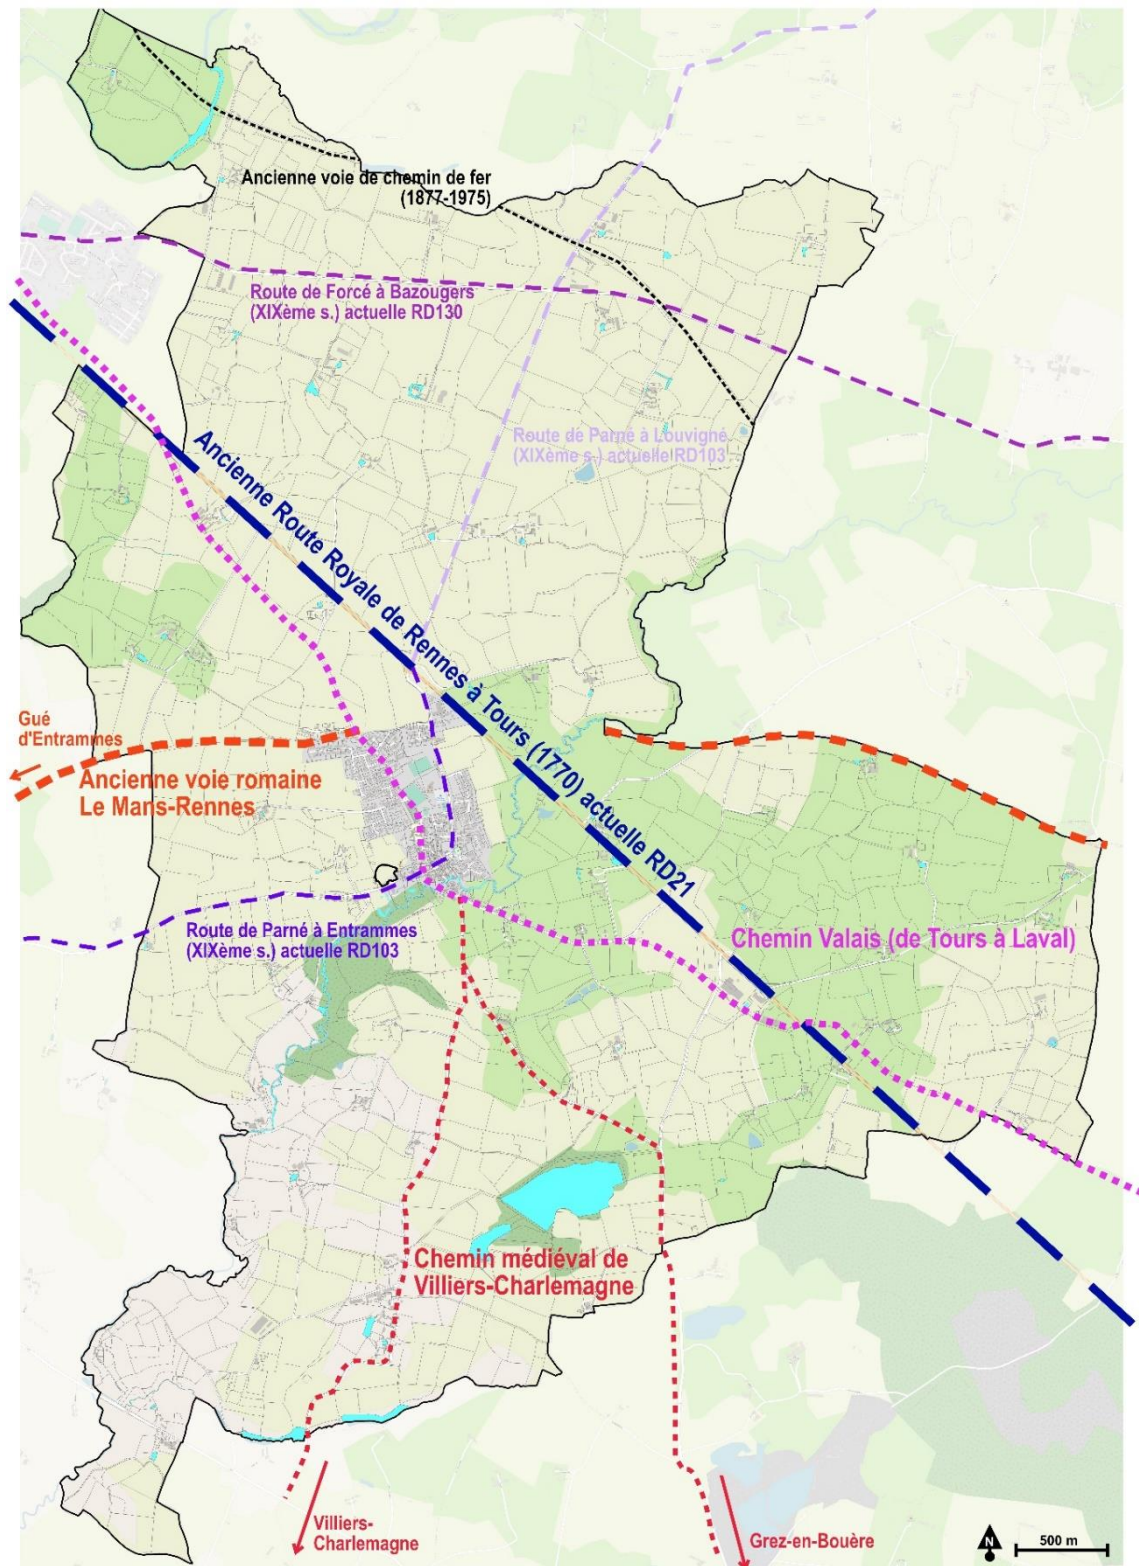 Ancienne voie de chemin de fer
(1877-1975)
Route de Forcé à Bazougers
(XIXème s.) actuelle RD130
Route de Parné à Louvigné
(XIXème s.) actuelle RD103
Ancienne Route Royale de Rennes à Tours (1770) actuelle RD21
Gué
d'Entrammes
Ancienne voie romaine
Le Mans-Rennes
Route de Parné à Entrammes
(XIXème s.) actuelle RD103
Chemin Valais (de Tours à Laval)
Chemin médiéval de
Villiers-Charlemagne
Villiers-
Charlemagne
Grez-en-Bouère
N
500 m